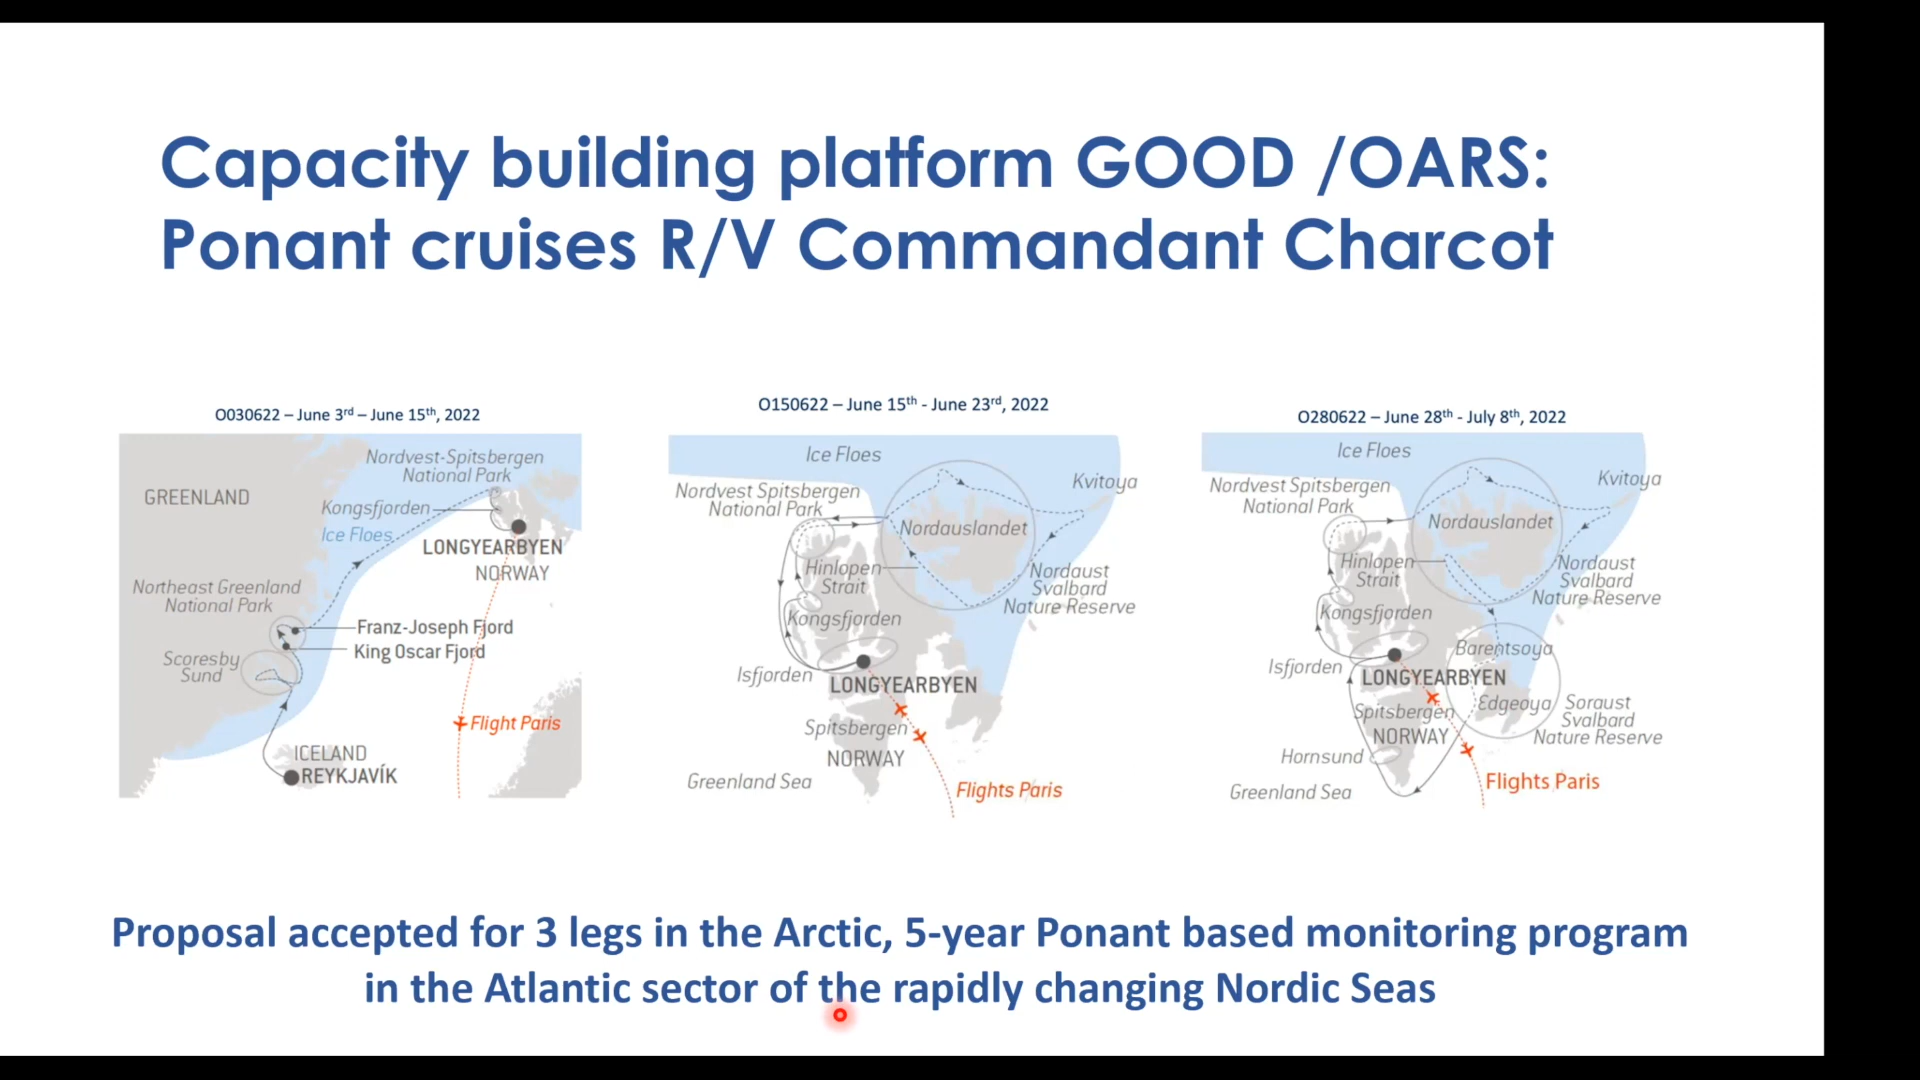 Capacity building platform GOOD /OARS:
Ponant cruises R/V Commandant Charcot
O030622 – June 3rd – June 15th, 2022
Nordvest-Spitsbergen
National Park
GREENLAND
Kongsfjorden
Ice Floes
LONGYEARBYEN
NORWAY
Northeast Greenland
National Park
Franz-Joseph Fjord
King Oscar Fjord
Scoresby
Sund
Flight Paris
ICELAND
REYKJAVÍK
O150622 – June 15th - June 23rd, 2022
Ice Floes
Kvitoya
Nordvest Spitsbergen
National Park
Nordauslandet
Hinlopen
Strait
Nordaust
Svalbard
Nature Reserve
Kongsfjorden
Isfjorden
LONGYEARBYEN
Spitsbergen
NORWAY
Greenland Sea
Flights Paris
O280622 – June 28th - July 8th, 2022
Ice Floes
Kvitoya
Nordvest Spitsbergen
National Park
Nordauslandet
Hinlopen
Strait
Nordaust
Svalbard
Nature Reserve
Kongsfjorden
Barentsoya
Isfjorden
LONGYEARBYEN
Edgeoya
Soraust
Svalbard
Nature Reserve
Spitsbergen
NORWAY
Hornsund
Greenland Sea
Flights Paris
Proposal accepted for 3 legs in the Arctic, 5-year Ponant based monitoring program
in the Atlantic sector of the rapidly changing Nordic Seas